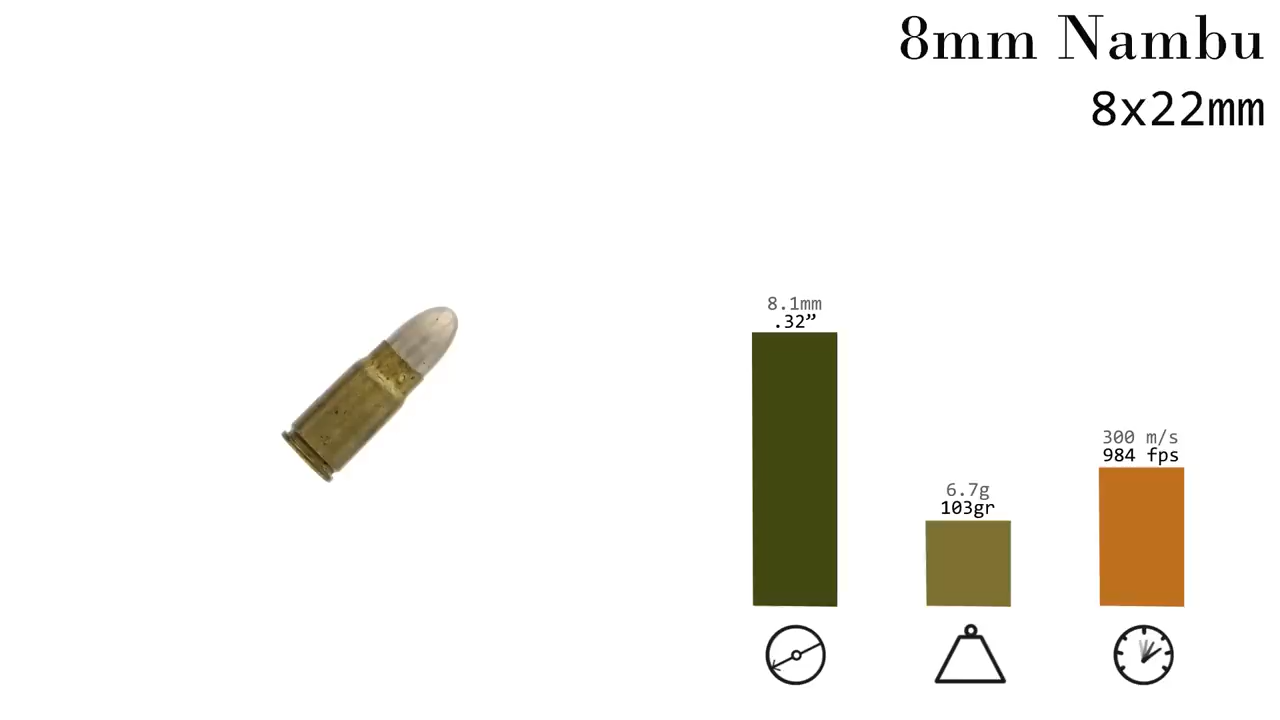 8mm Nambu
8x22mm
8.1mm
.32”
6.7g
103gr
300 m/s
984 fps